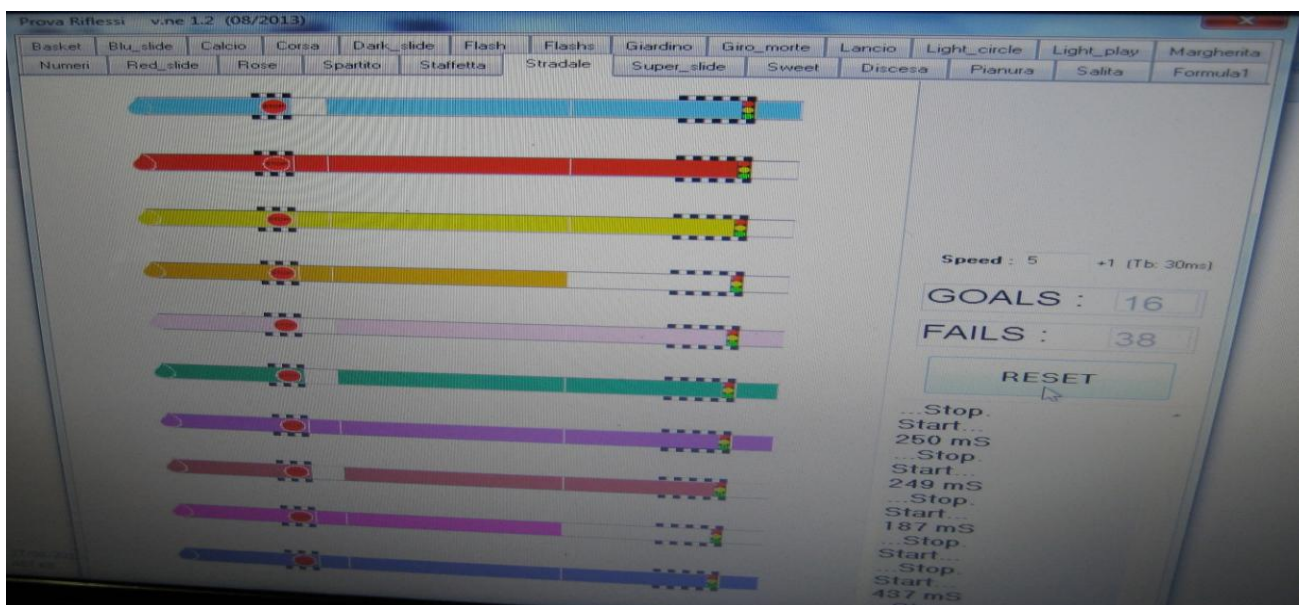 Prova Riflessi v.ne 1.2 (08/2013)
Basket Blu_slide Calcio Corsa Dark_slide Flash Flashs Giardino Giro_morte Lancio Light_circle Light_play Margherita
Numeri Red_slide Rose Spartito Staffetta Stradale Super_slide Sweet Discesa Pianura Salita Formula1
Speed : 5 +1 (Tb: 30ms)
GOALS : 16
FAILS : 38
RESET
...Stop.
Start...
250 mS
...Stop.
Start...
249 mS
...Stop.
Start...
187 mS
...Stop.
Start...
...Stop.
Start...
437 mS